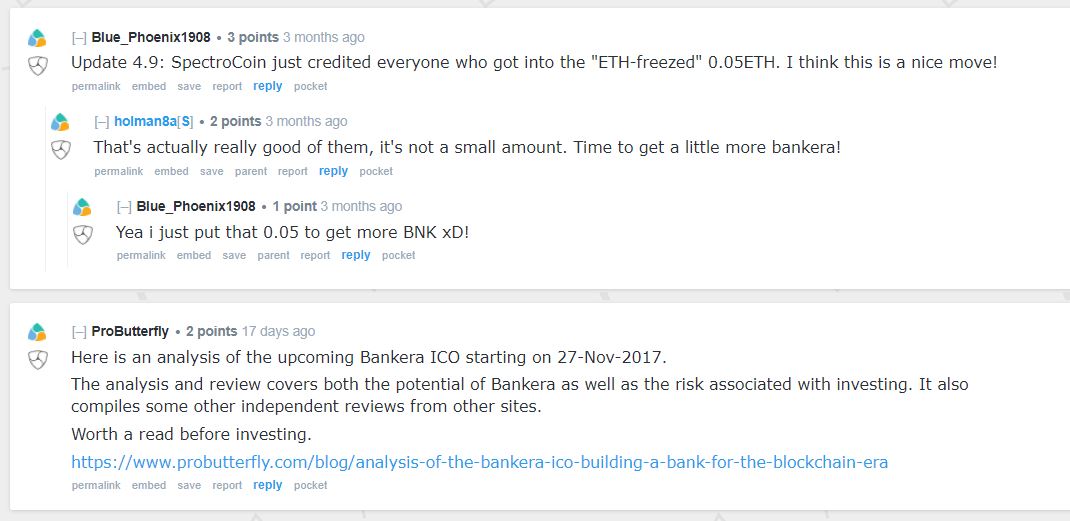 [–] Blue_Phoenix1908 • 3 points 3 months ago
Update 4.9: SpectroCoin just credited everyone who got into the "ETH-freezed" 0.05ETH. I think this is a nice move!
permalink embed save report reply pocket
[–] holman8a[S] • 2 points 3 months ago
That's actually really good of them, it's not a small amount. Time to get a little more bankera!
permalink embed save parent report reply pocket
[–] Blue_Phoenix1908 • 1 point 3 months ago
Yea i just put that 0.05 to get more BNK xD!
permalink embed save parent report reply pocket
[–] ProButterfly • 2 points 17 days ago
Here is an analysis of the upcoming Bankera ICO starting on 27-Nov-2017.
The analysis and review covers both the potential of Bankera as well as the risk associated with investing. It also
compiles some other independent reviews from other sites.
Worth a read before investing.
https://www.probutterfly.com/blog/analysis-of-the-bankera-ico-building-a-bank-for-the-blockchain-era
permalink embed save report reply pocket